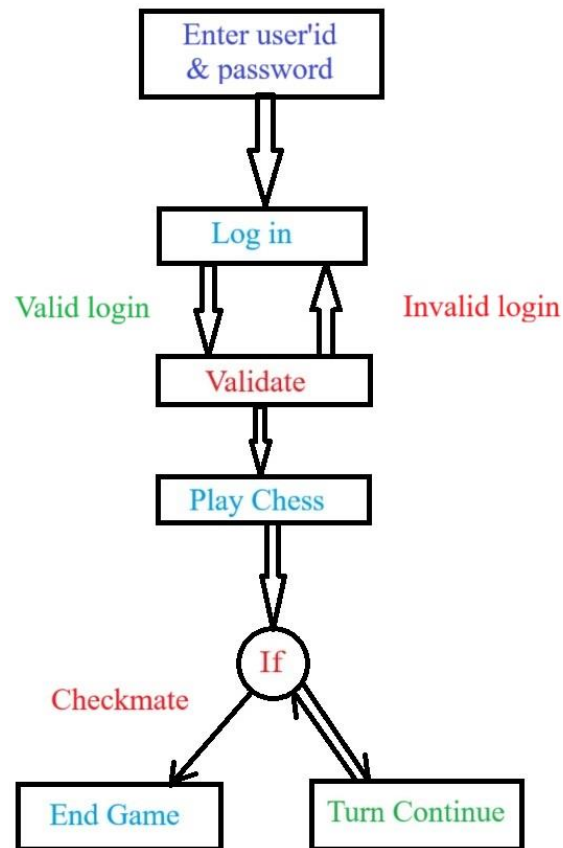 Enter user'id
& password
Log in
Valid login
Invalid login
Validate
Play Chess
If
Checkmate
End Game
Turn Continue